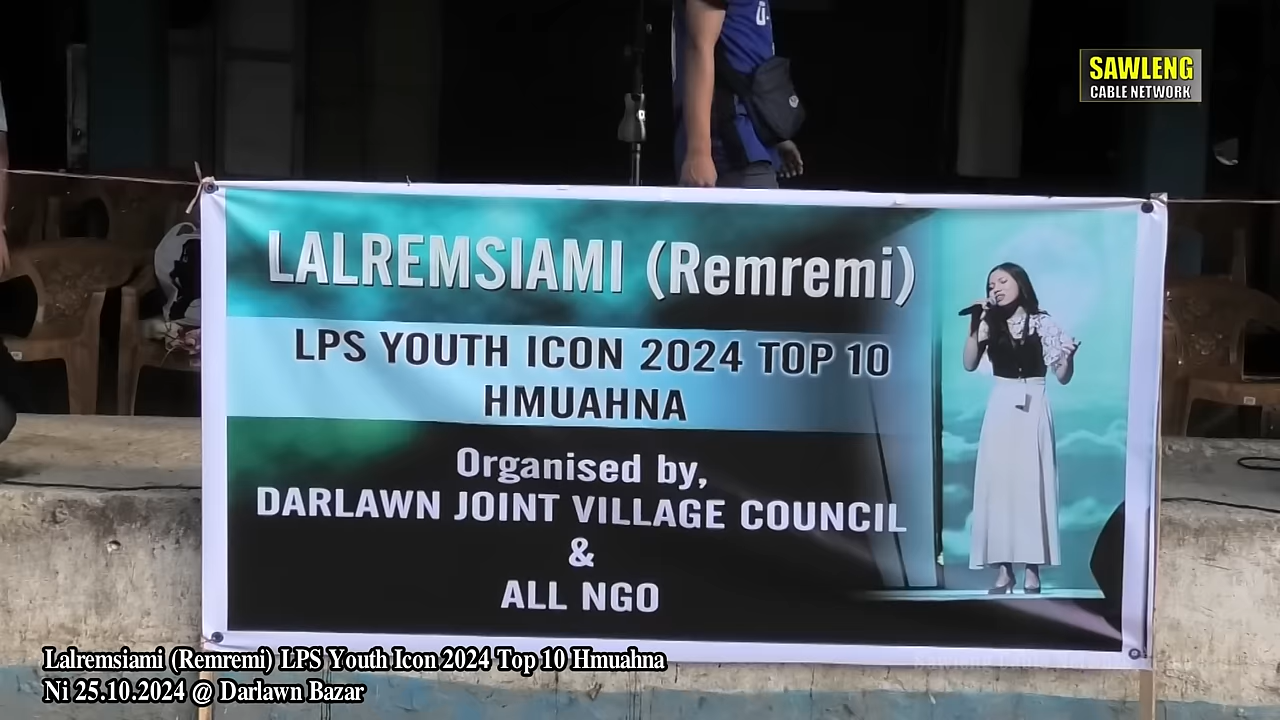 SAWLENG
CABLE NETWORK
LALREMSIAMI (Remremi)
LPS YOUTH ICON 2024 TOP 10
HMUAHNA
Organised by,
DARLAWN JOINT VILLAGE COUNCIL
&
ALL NGO
Lalremsiami (Remremi) LPS Youth Icon 2024 Top 10 Hmuahna
Ni 25.10.2024 @ Darlawn Bazar